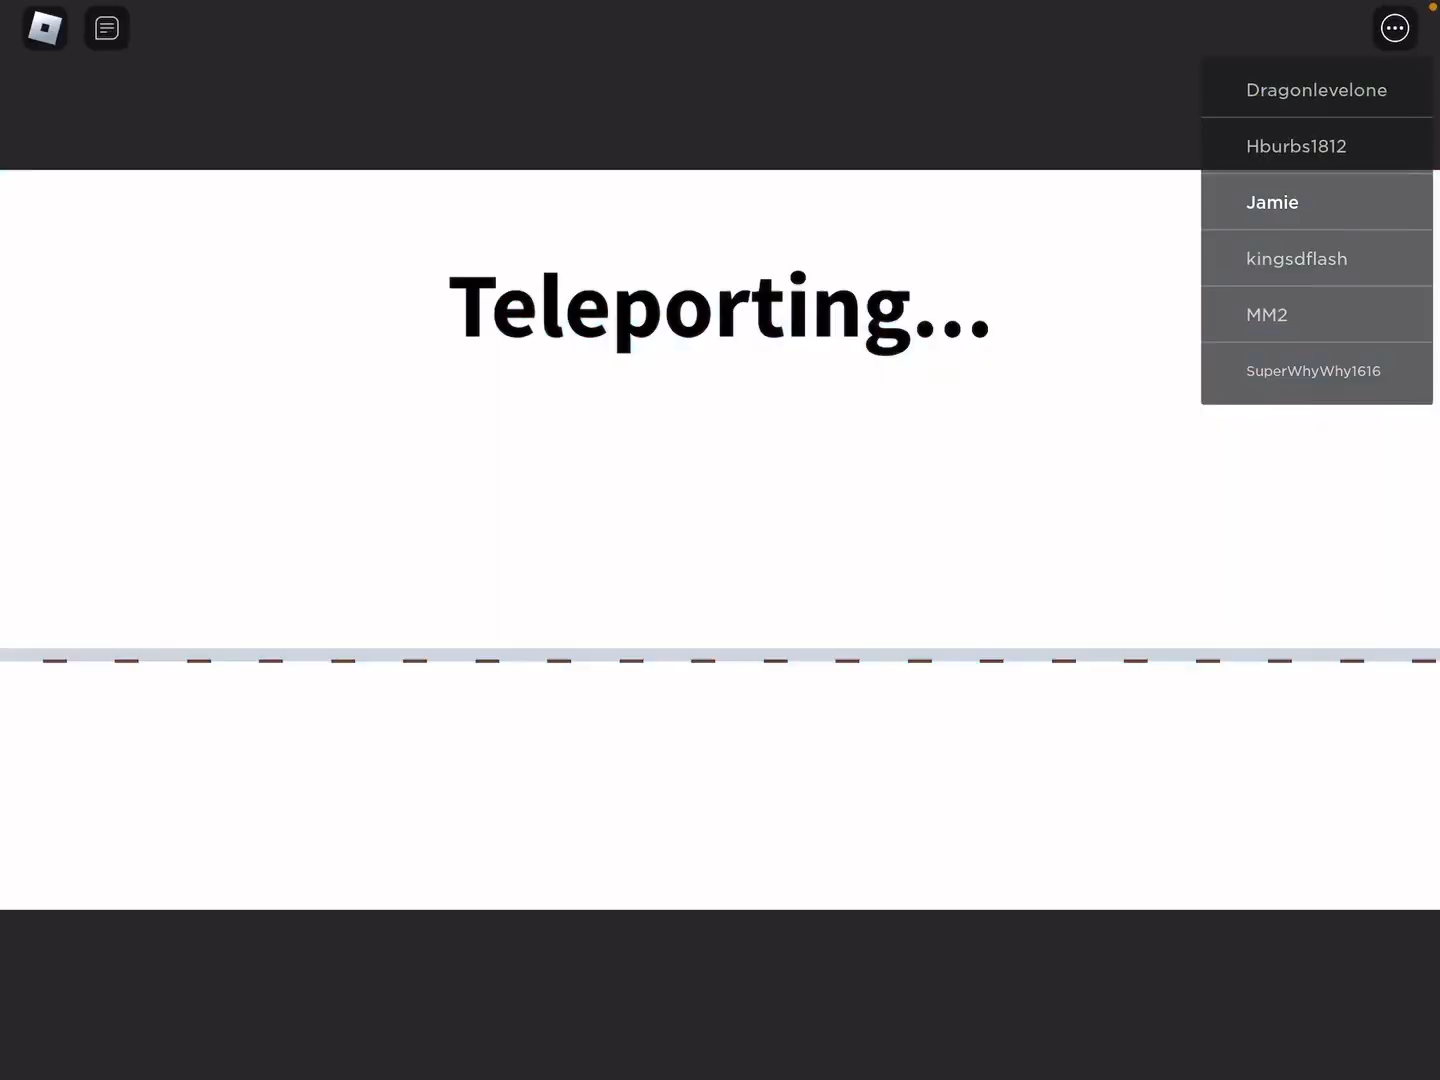 Dragonlevelone
Hburbs1812
Jamie
kingsdflash
MM2
SuperWhyWhy1616
Teleporting...